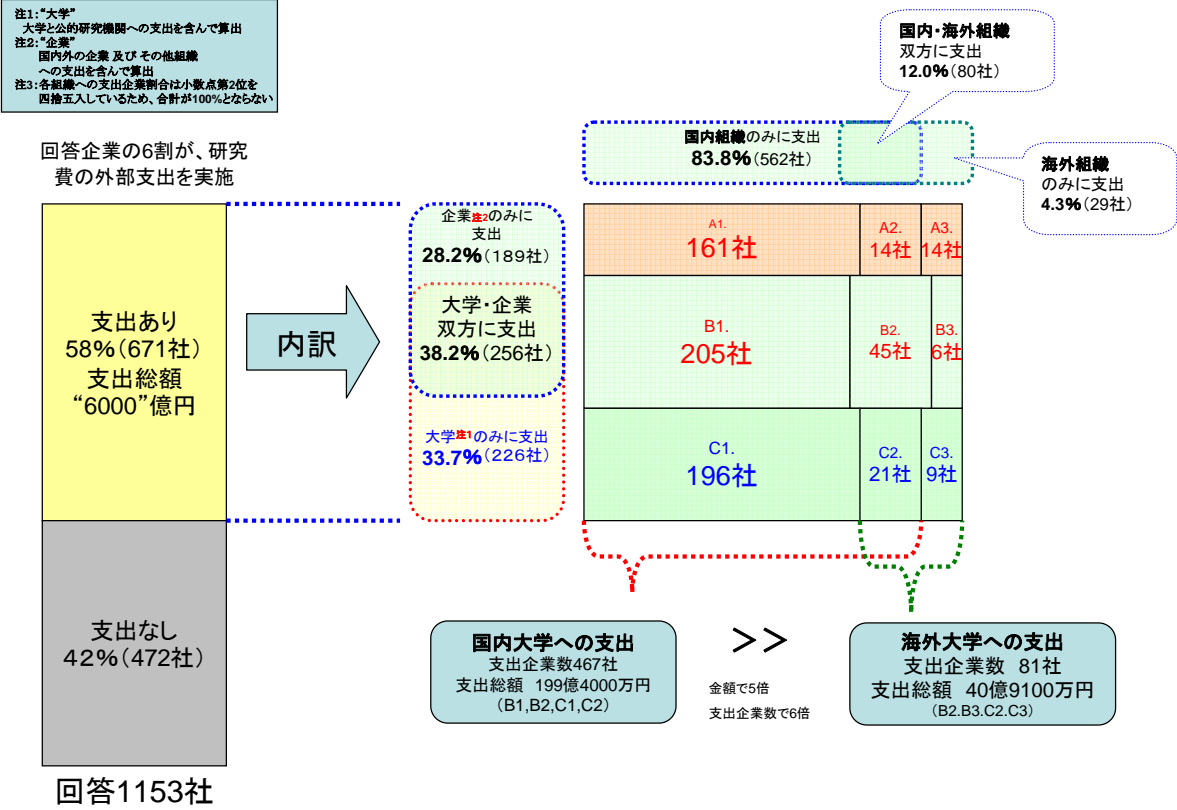 注1:“大学”
大学と公的研究機関への支出を含んで算出
注2:“企業”
国内外の企業 及び その他組織
への支出を含んで算出
注3:各組織への支出企業割合は小数点第2位を
四捨五入しているため、合計が100%とならない
国内・海外組織
双方に支出
12.0%(80社)
国内組織のみに支出
83.8%(562社)
海外組織
のみに支出
4.3%(29社)
回答企業の6割が、研究
費の外部支出を実施
支出あり
58%(671社)
支出総額
“6000”億円
支出なし
42%(472社)
回答1153社
内訳
企業注2のみに
支出
28.2%(189社)
大学・企業
双方に支出
38.2%(256社)
大学注1のみに支出
33.7%(226社)
A1.
161社
A2.
14社
A3.
14社
B1.
205社
B2.
45社
B3.
6社
C1.
196社
C2.
21社
C3.
9社
国内大学への支出
支出企業数467社
支出総額 199億4000万円
(B1,B2,C1,C2)
>>
金額で5倍
支出企業数で6倍
海外大学への支出
支出企業数 81社
支出総額 40億9100万円
(B2.B3.C2.C3)